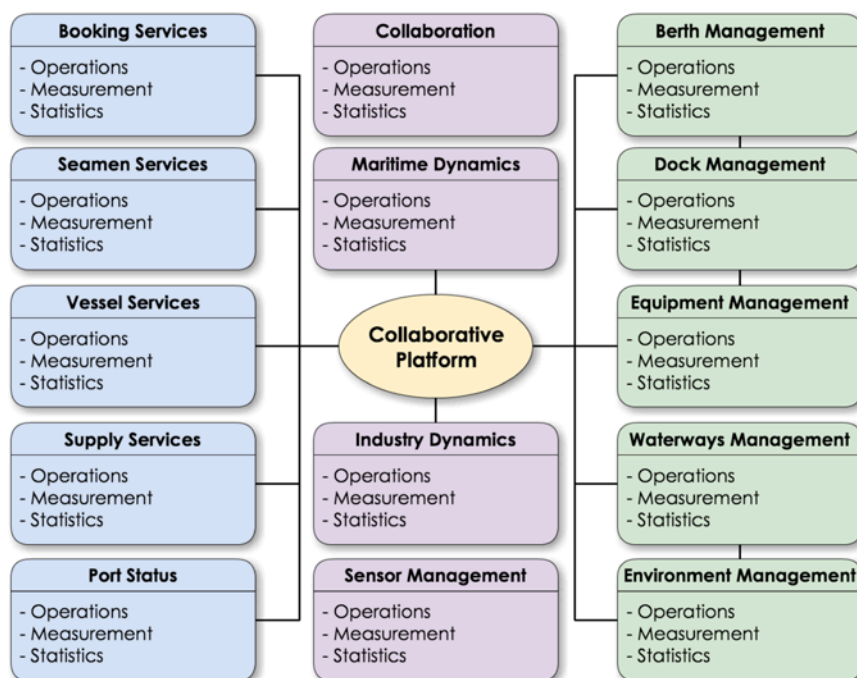 Booking Services
- Operations
- Measurement
- Statistics
Seamen Services
- Operations
- Measurement
- Statistics
Vessel Services
- Operations
- Measurement
- Statistics
Supply Services
- Operations
- Measurement
- Statistics
Port Status
- Operations
- Measurement
- Statistics
Collaboration
- Operations
- Measurement
- Statistics
Maritime Dynamics
- Operations
- Measurement
- Statistics
Collaborative
Platform
Industry Dynamics
- Operations
- Measurement
- Statistics
Sensor Management
- Operations
- Measurement
- Statistics
Berth Management
- Operations
- Measurement
- Statistics
Dock Management
- Operations
- Measurement
- Statistics
Equipment Management
- Operations
- Measurement
- Statistics
Waterways Management
- Operations
- Measurement
- Statistics
Environment Management
- Operations
- Measurement
- Statistics